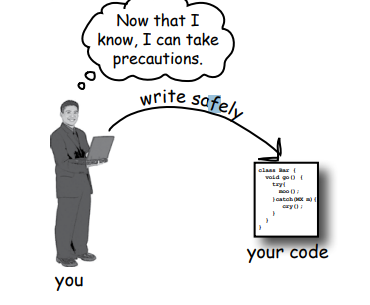 Now that I
know, I can take
precautions.
write safely
class Bar {
void go() {
try{
moo();
}catch(MX m){
cry();
}
}
}
your code
you